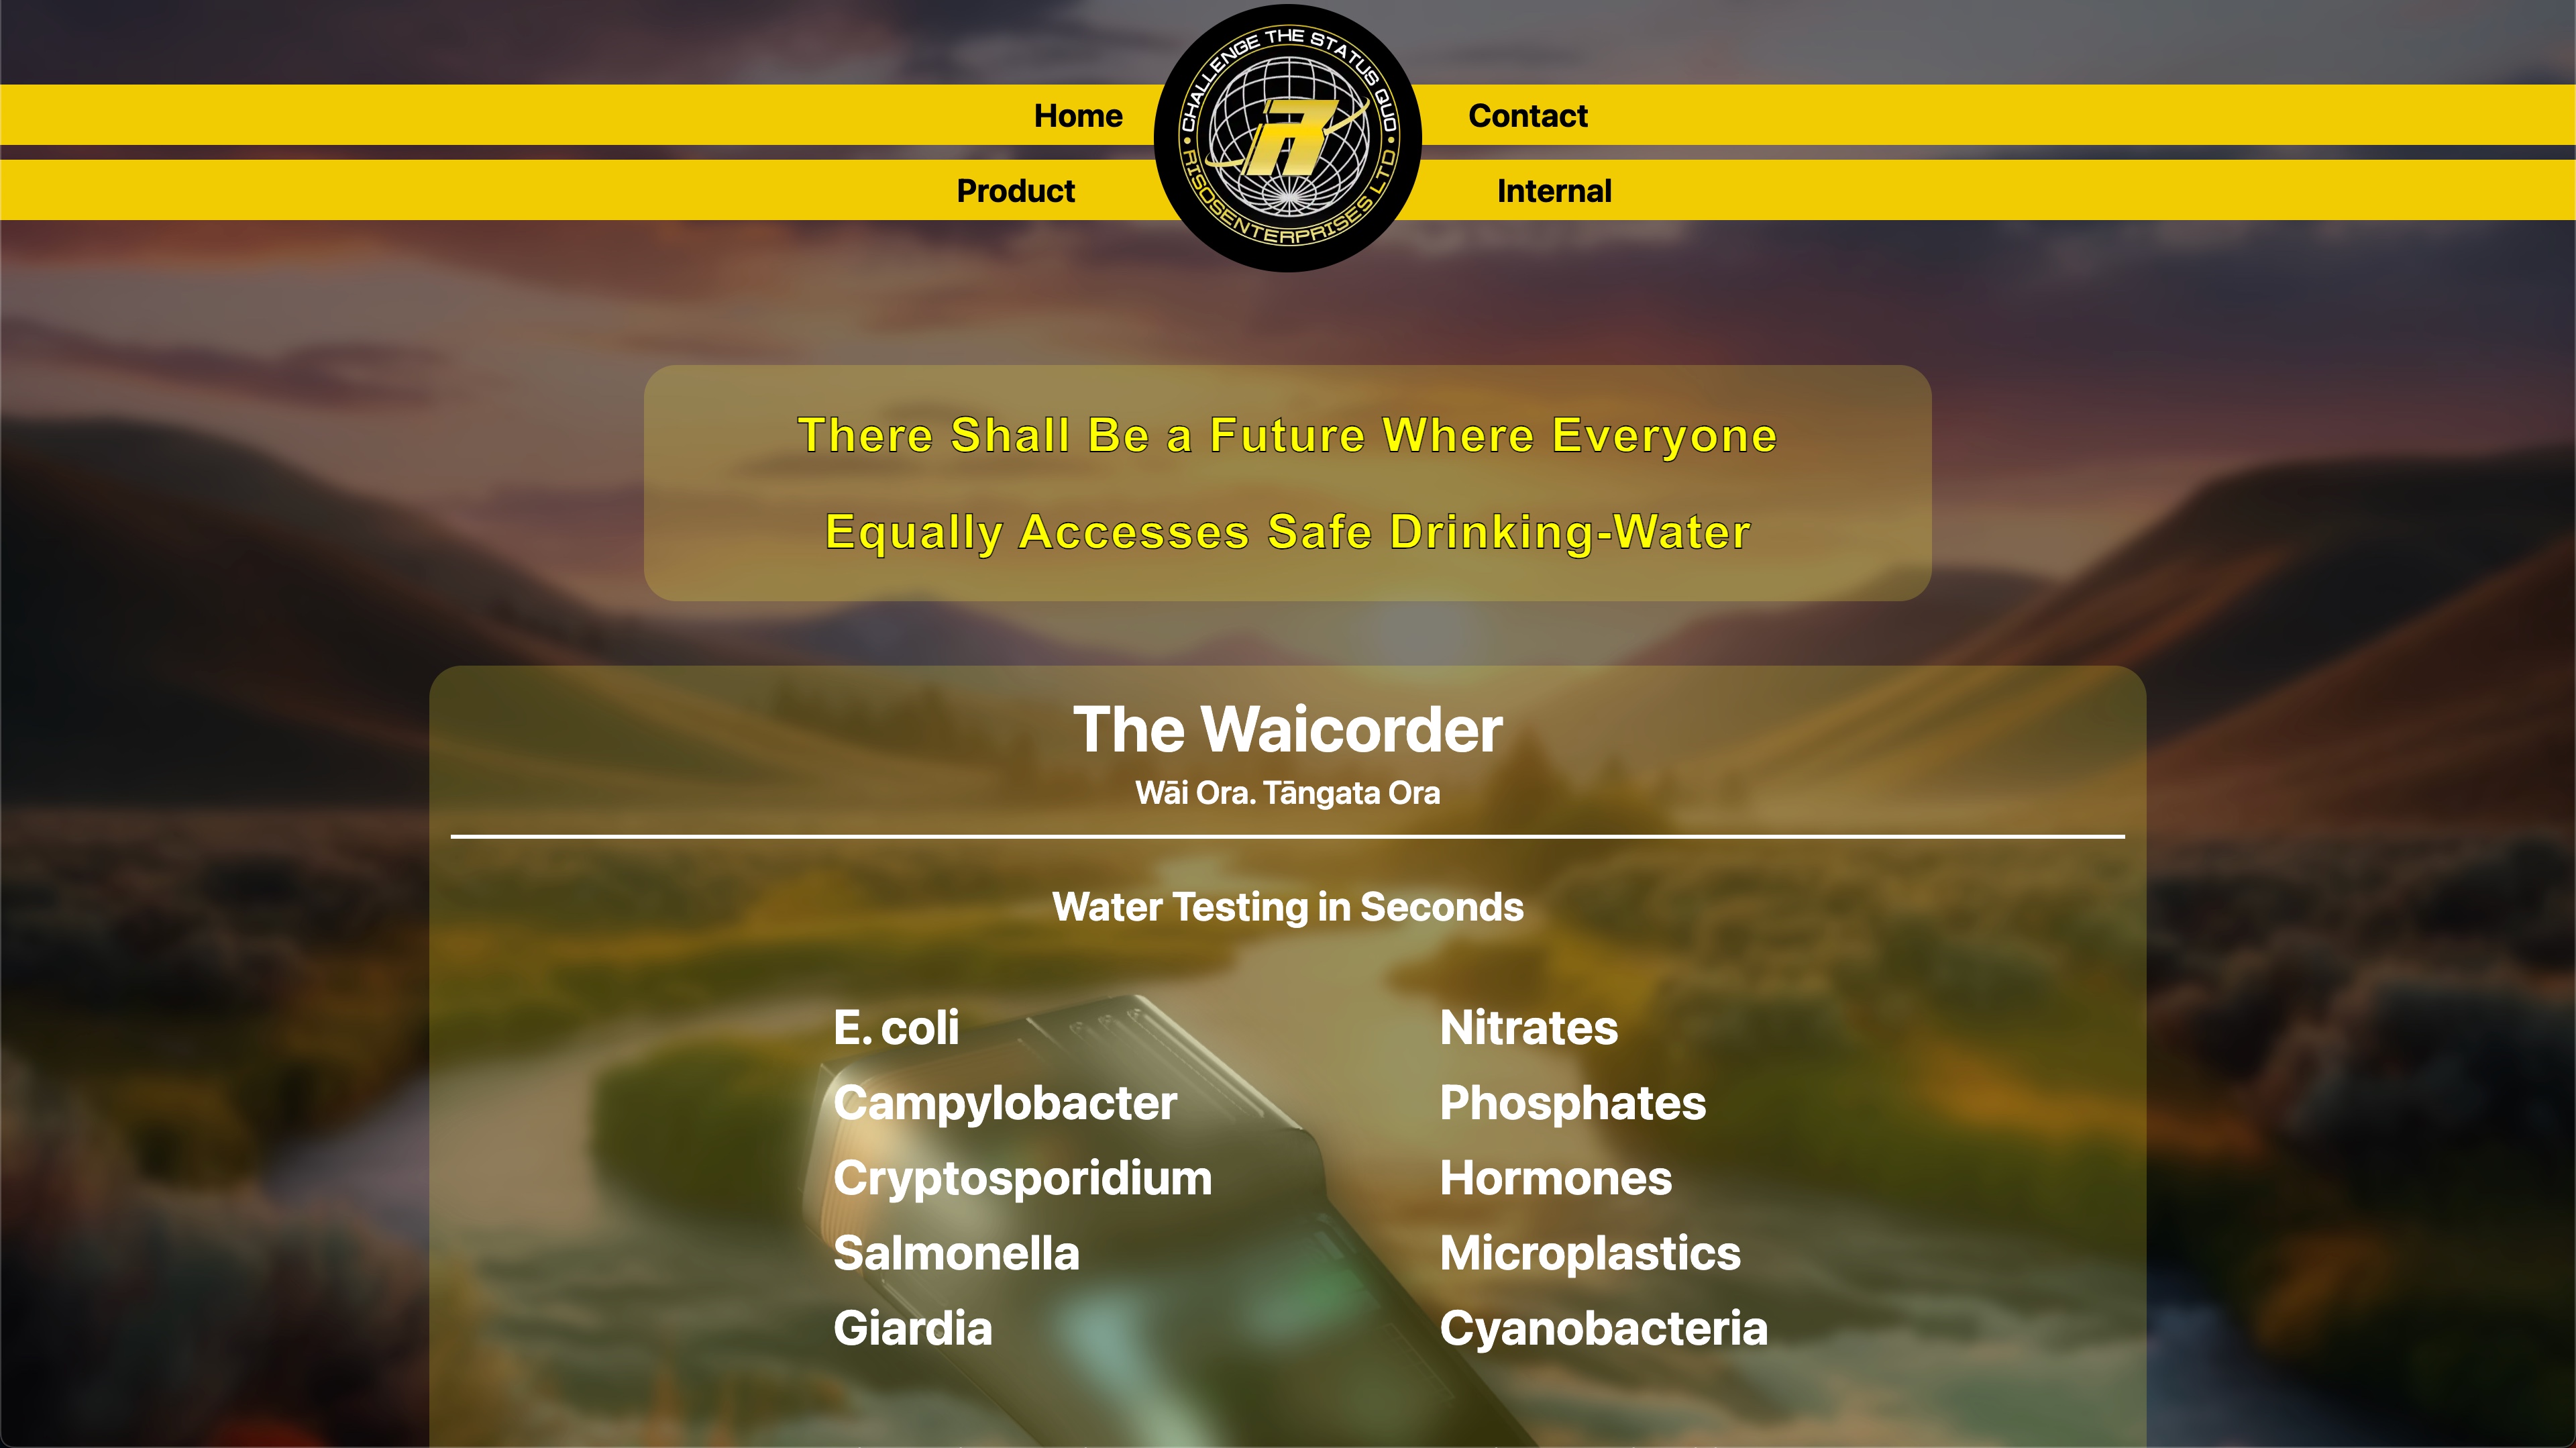 CHALLENGE THE STATUS QUO
RISOSENTERPRISES LTD
Home
Contact
Product
Internal
There Shall Be a Future Where Everyone
Equally Accesses Safe Drinking-Water
The Waicorder
Wāi Ora. Tāngata Ora
Water Testing in Seconds
E. coli
Campylobacter
Cryptosporidium
Salmonella
Giardia
Nitrates
Phosphates
Hormones
Microplastics
Cyanobacteria